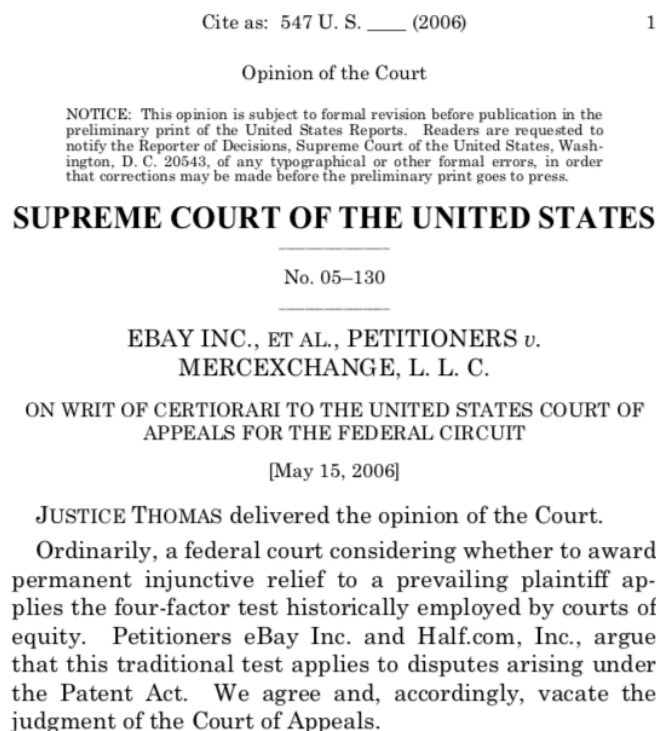 Cite as: 547 U. S. ____ (2006) 1
Opinion of the Court
NOTICE: This opinion is subject to formal revision before publication in the
preliminary print of the United States Reports. Readers are requested to
notify the Reporter of Decisions, Supreme Court of the United States, Wash-
ington, D. C. 20543, of any typographical or other formal errors, in order
that corrections may be made before the preliminary print goes to press.
SUPREME COURT OF THE UNITED STATES
No. 05–130
EBAY INC., ET AL., PETITIONERS v.
MERCEXCHANGE, L. L. C.
ON WRIT OF CERTIORARI TO THE UNITED STATES COURT OF
APPEALS FOR THE FEDERAL CIRCUIT
[May 15, 2006]
JUSTICE THOMAS delivered the opinion of the Court.
Ordinarily, a federal court considering whether to award
permanent injunctive relief to a prevailing plaintiff ap-
plies the four-factor test historically employed by courts of
equity. Petitioners eBay Inc. and Half.com, Inc., argue
that this traditional test applies to disputes arising under
the Patent Act. We agree and, accordingly, vacate the
judgment of the Court of Appeals.